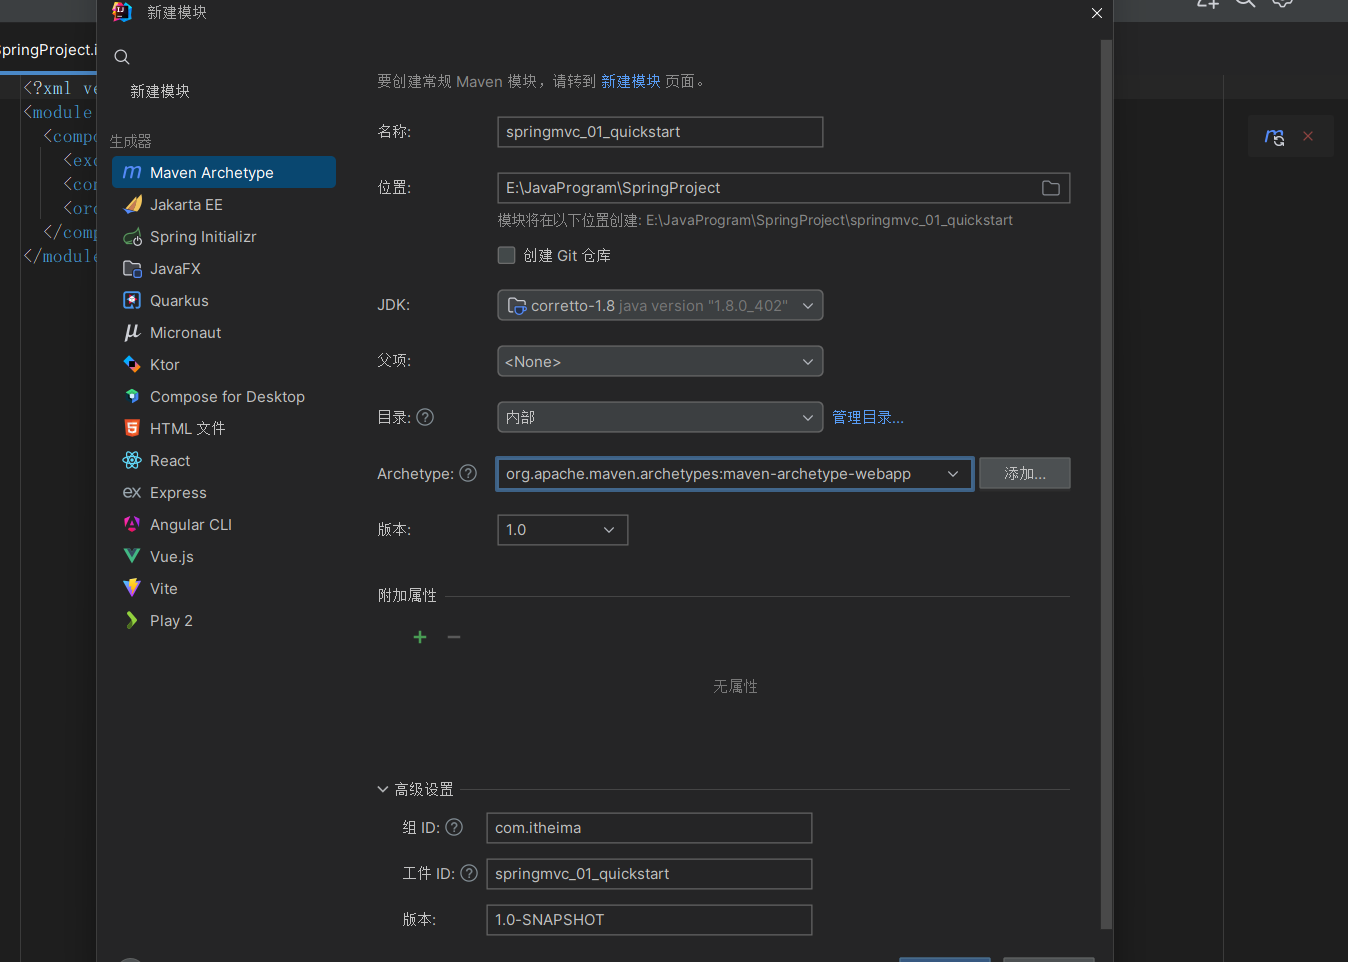 新建模块
SpringProject.i
<?xml ve
<module
<compo
<exc
<con
<ord
</comp
</module
新建模块
生成器
Maven Archetype
Jakarta EE
Spring Initializr
JavaFX
Quarkus
Micronaut
Ktor
Compose for Desktop
HTML 文件
React
Express
Angular CLI
Vue.js
Vite
Play 2
要创建常规 Maven 模块，请转到 新建模块 页面。
名称: springmvc_01_quickstart
位置: E:\JavaProgram\SpringProject
模块将在以下位置创建: E:\JavaProgram\SpringProject\springmvc_01_quickstart
创建 Git 仓库
JDK: corretto-1.8 java version "1.8.0_402"
父项: <None>
目录: ? 内部 管理目录...
Archetype: ? org.apache.maven.archetypes:maven-archetype-webapp 添加...
版本: 1.0
附加属性
无属性
高级设置
组 ID: ? com.itheima
工件 ID: ? springmvc_01_quickstart
版本: 1.0-SNAPSHOT